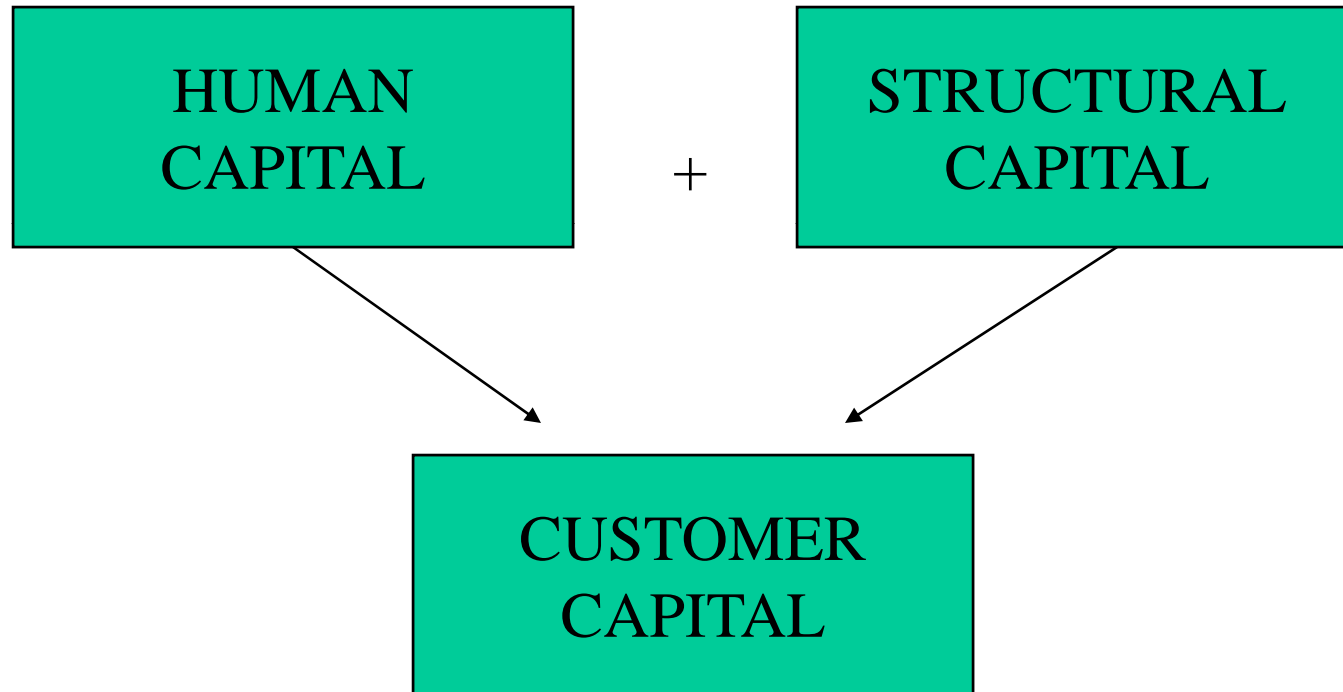 HUMAN
CAPITAL
+
STRUCTURAL
CAPITAL
CUSTOMER
CAPITAL